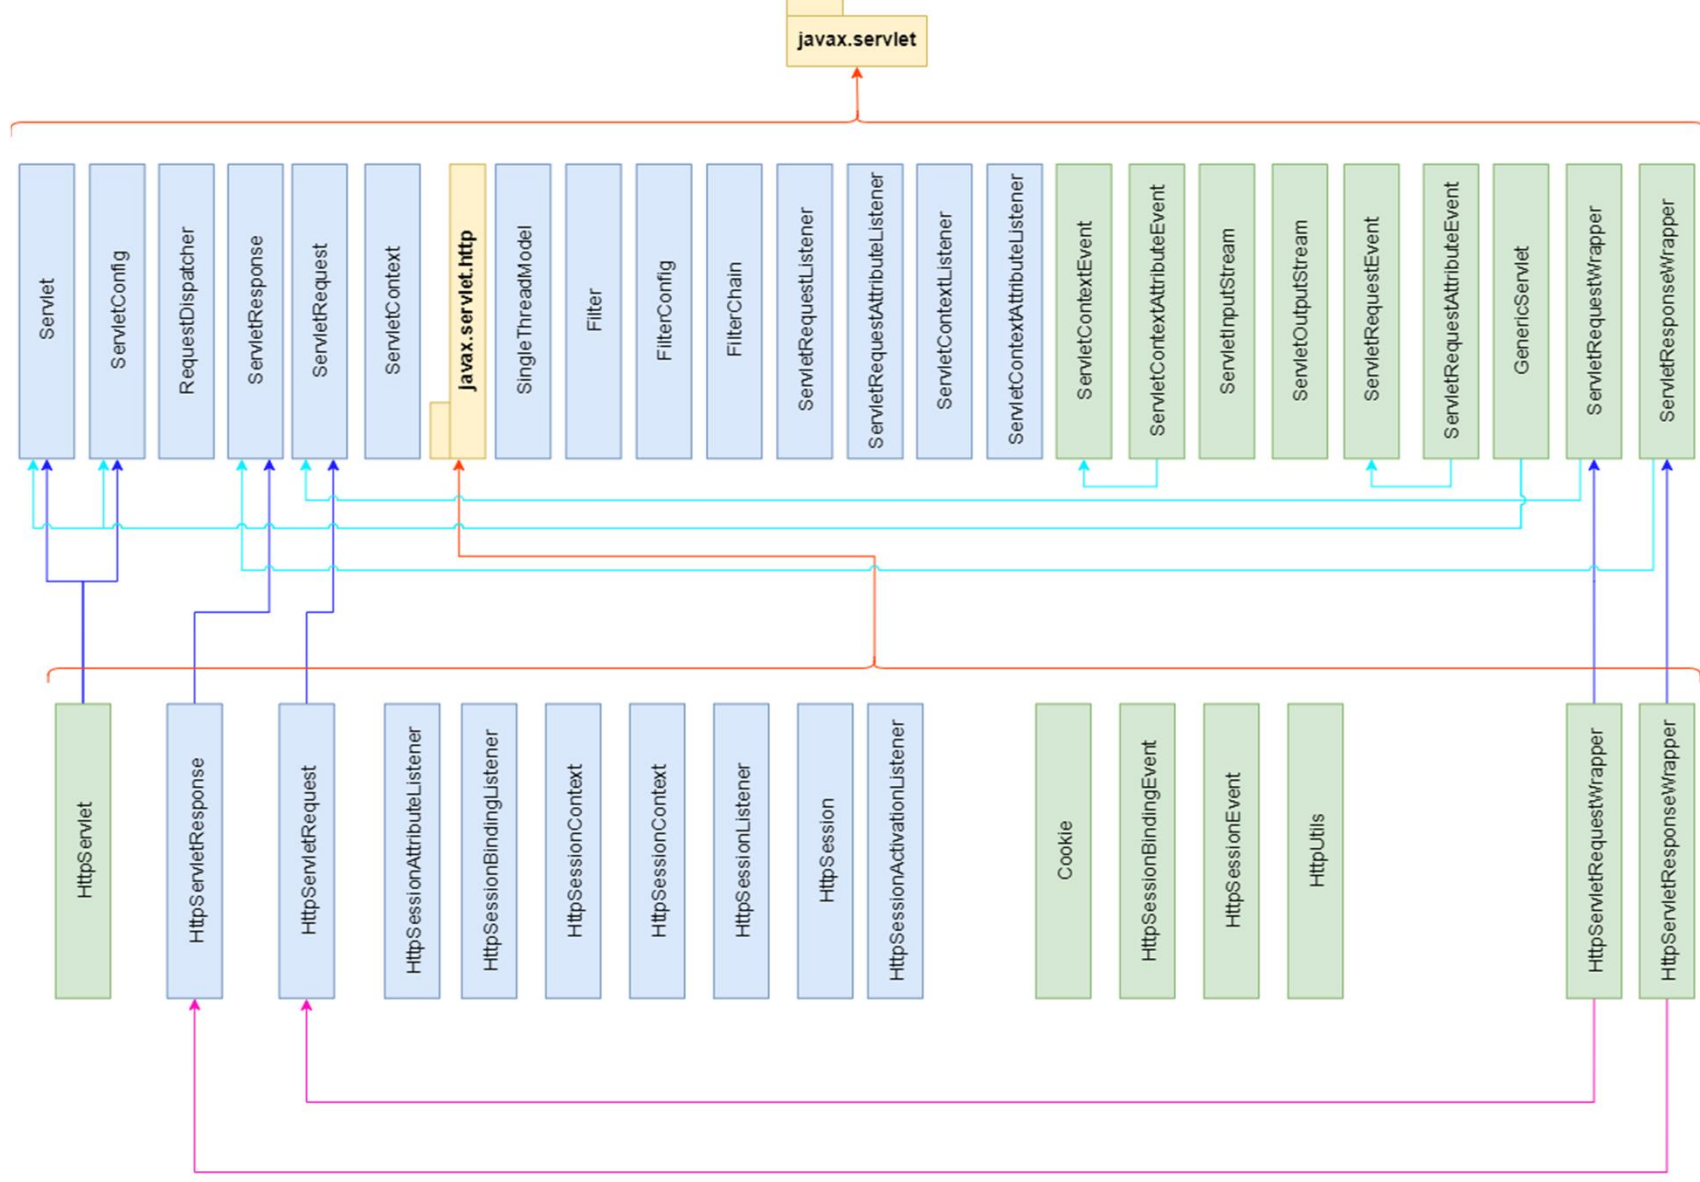 javax.servlet
Servlet
ServletConfig
RequestDispatcher
ServletResponse
ServletRequest
ServletContext
javax.servlet.http
SingleThreadModel
Filter
FilterConfig
FilterChain
ServletRequestListener
ServletRequestAttributeListener
ServletContextListener
ServletContextAttributeListener
ServletContextEvent
ServletContextAttributeEvent
ServletInputStream
ServletOutputStream
ServletRequestEvent
ServletRequestAttributeEvent
GenericServlet
ServletRequestWrapper
ServletResponseWrapper
HttpServlet
HttpServletResponse
HttpServletRequest
HttpSessionAttributeListener
HttpSessionBindingListener
HttpSessionContext
HttpSessionContext
HttpSessionListener
HttpSession
HttpSessionActivationListener
Cookie
HttpSessionBindingEvent
HttpSessionEvent
HttpUtils
HttpServletRequestWrapper
HttpServletResponseWrapper